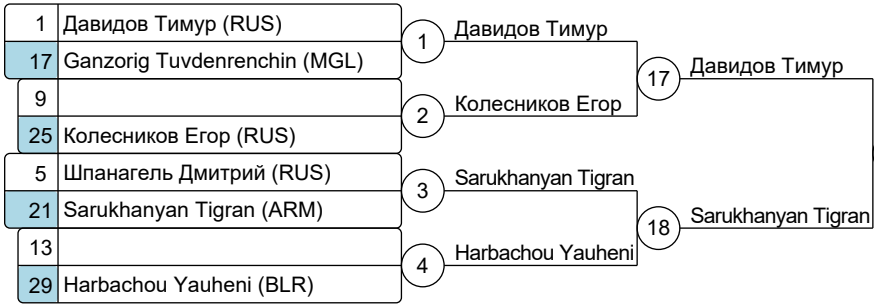 1 Давидов Тимур (RUS)
17 Ganzorig Tuvdenrenchin (MGL)
9
25 Колесников Егор (RUS)
5 Шпанагель Дмитрий (RUS)
21 Sarukhanyan Tigran (ARM)
13
29 Harbachou Yauheni (BLR)
1 Давидов Тимур
2 Колесников Егор
3 Sarukhanyan Tigran
4 Harbachou Yauheni
17 Давидов Тимур
18 Sarukhanyan Tigran